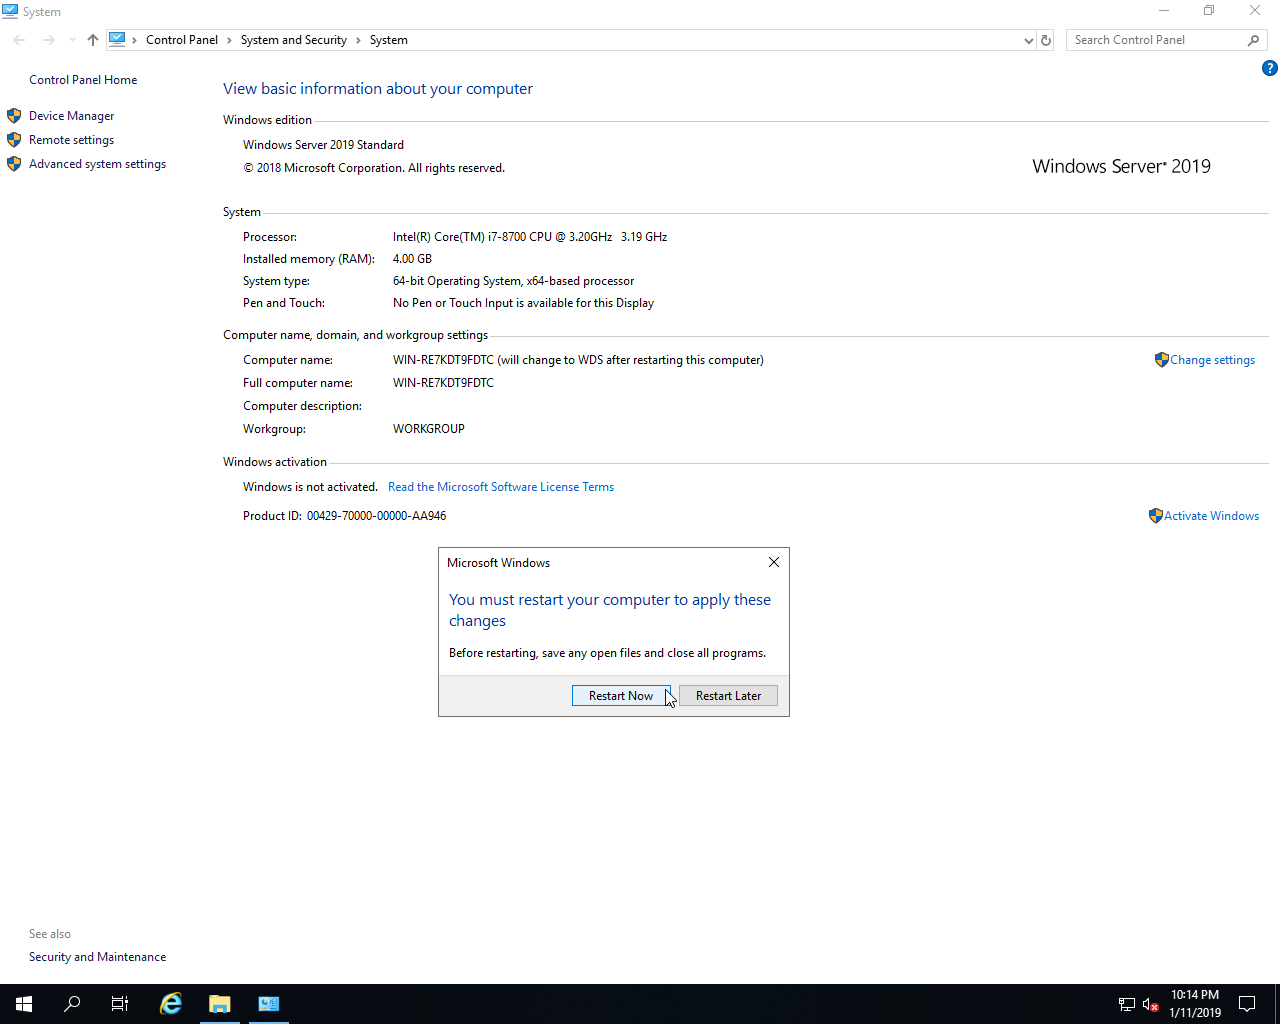 System
Control Panel > System and Security > System
Search Control Panel
Control Panel Home
Device Manager
Remote settings
Advanced system settings
View basic information about your computer
Windows edition
Windows Server 2019 Standard
© 2018 Microsoft Corporation. All rights reserved.
Windows Server® 2019
System
Processor: Intel(R) Core(TM) i7-8700 CPU @ 3.20GHz 3.19 GHz
Installed memory (RAM): 4.00 GB
System type: 64-bit Operating System, x64-based processor
Pen and Touch: No Pen or Touch Input is available for this Display
Computer name, domain, and workgroup settings
Computer name: WIN-RE7KDT9FDTC (will change to WDS after restarting this computer) Change settings
Full computer name: WIN-RE7KDT9FDTC
Computer description:
Workgroup: WORKGROUP
Windows activation
Windows is not activated. Read the Microsoft Software License Terms
Product ID: 00429-70000-00000-AA946 Activate Windows
Microsoft Windows
You must restart your computer to apply these
changes
Before restarting, save any open files and close all programs.
Restart Now Restart Later
See also
Security and Maintenance
10:14 PM
1/11/2019